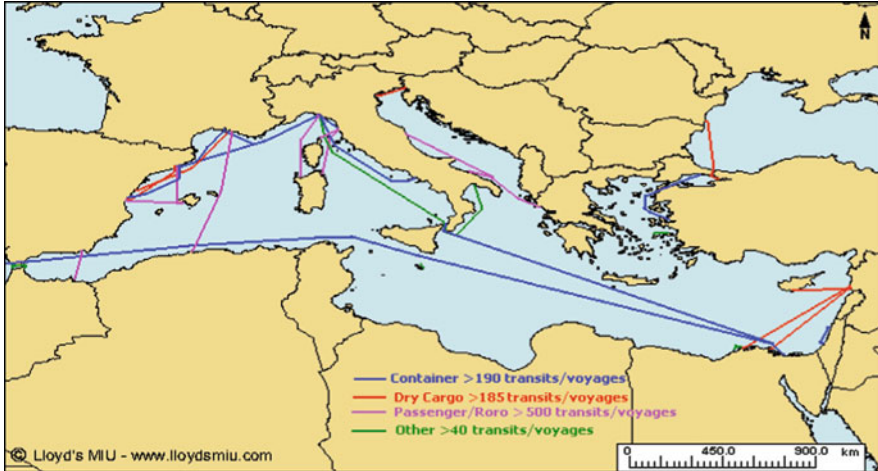 N
Container >190 transits/voyages
Dry Cargo >185 transits/voyages
Passenger/Roro >500 transits/voyages
Other >40 transits/voyages
© Lloyd's MIU - www.lloydsmiu.com
0 450.0 900.0 km